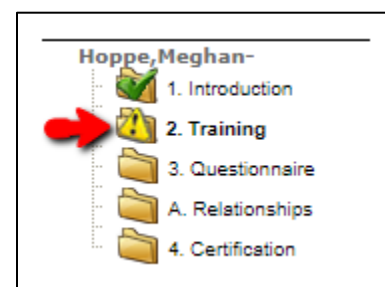 Hoppe,Meghan-
1. Introduction
2. Training
3. Questionnaire
A. Relationships
4. Certification